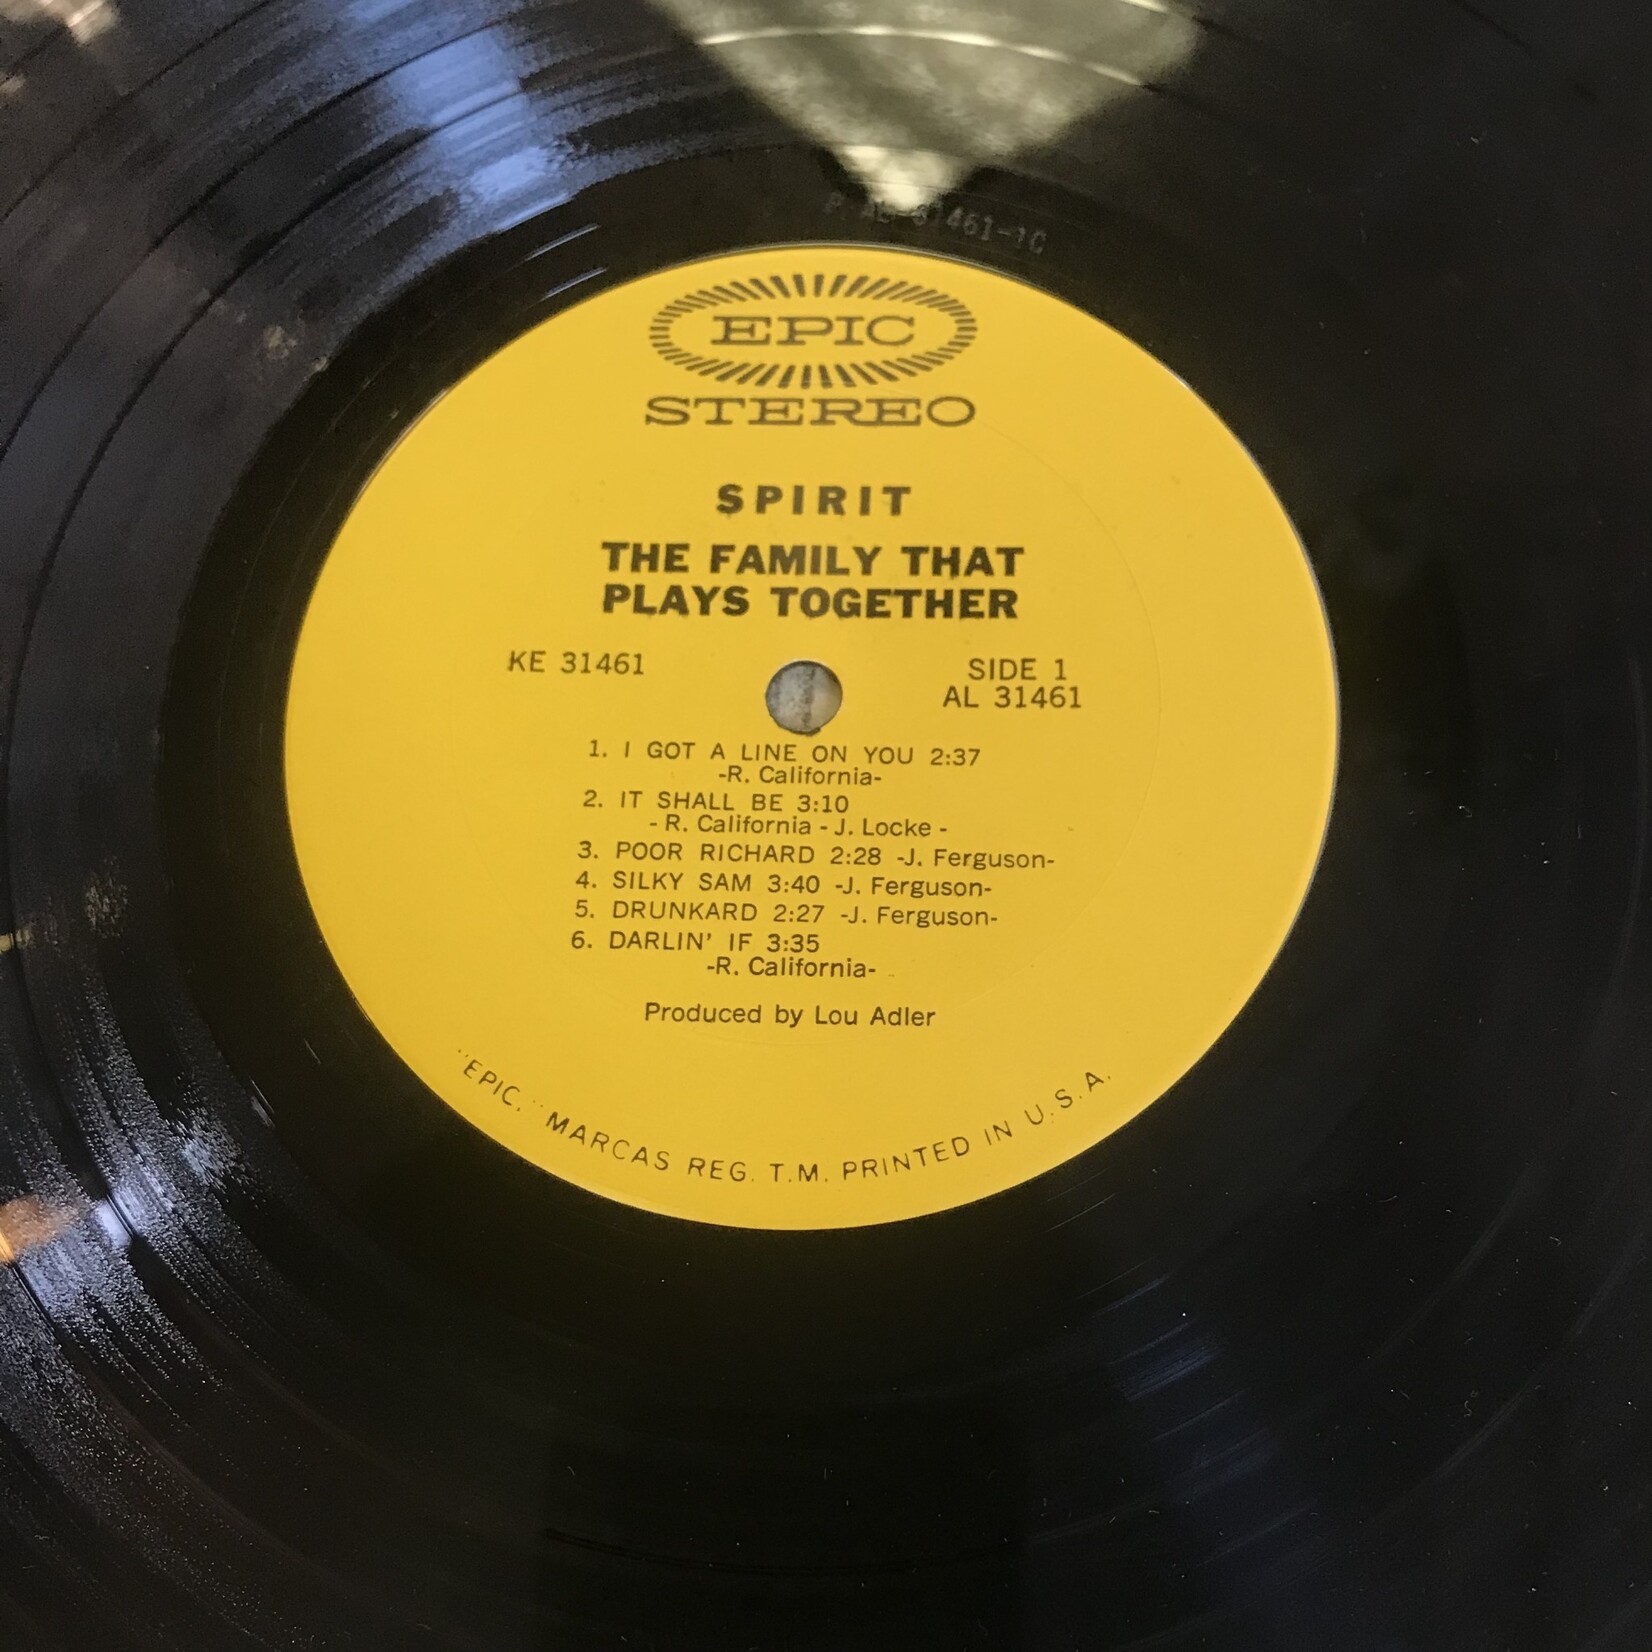 31461-1C
EPIC
STEREO
SPIRIT
THE FAMILY THAT
PLAYS TOGETHER
KE 31461
SIDE 1
AL 31461
1. I GOT A LINE ON YOU 2:37
-R. California-
2. IT SHALL BE 3:10
- R. California - J. Locke -
3. POOR RICHARD 2:28 -J. Ferguson-
4. SILKY SAM 3:40 -J. Ferguson-
5. DRUNKARD 2:27 -J. Ferguson-
6. DARLIN' IF 3:35
-R. California-
Produced by Lou Adler
"EPIC." MARCAS REG. T.M. PRINTED IN U.S.A.